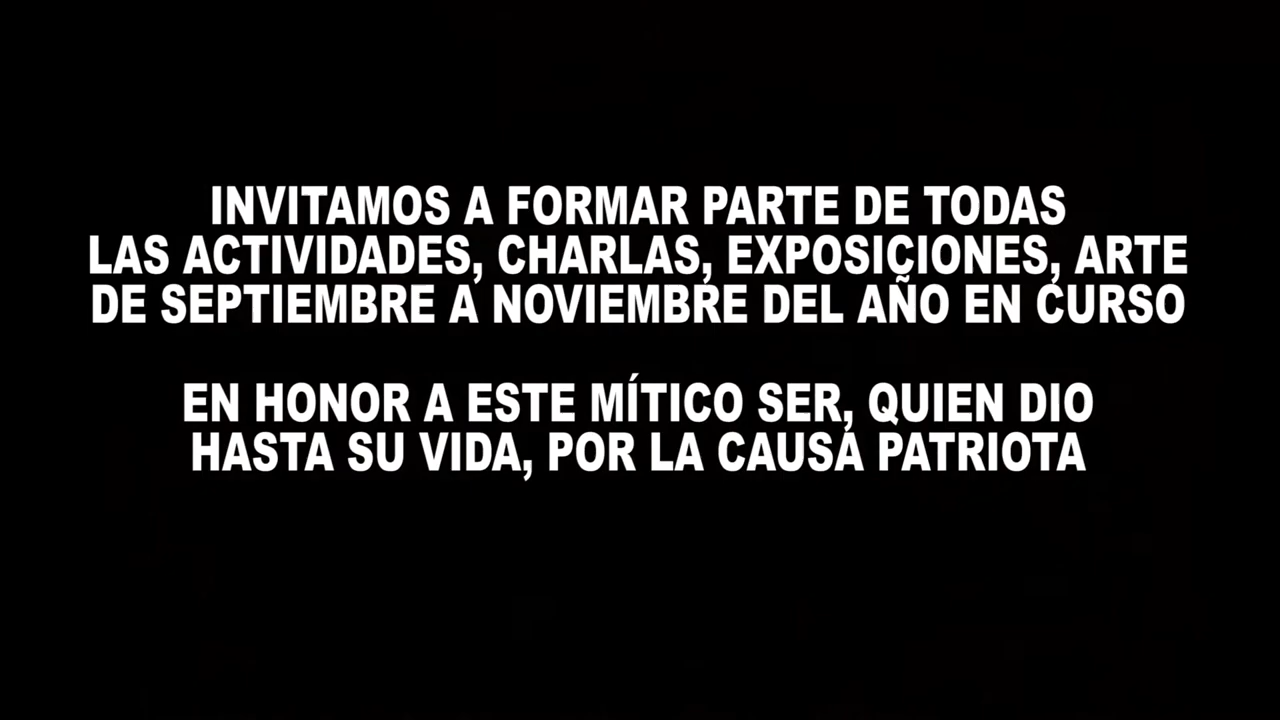 INVITAMOS A FORMAR PARTE DE TODAS
LAS ACTIVIDADES, CHARLAS, EXPOSICIONES, ARTE
DE SEPTIEMBRE A NOVIEMBRE DEL AÑO EN CURSO
EN HONOR A ESTE MÍTICO SER, QUIEN DIO
HASTA SU VIDA, POR LA CAUSA PATRIOTA